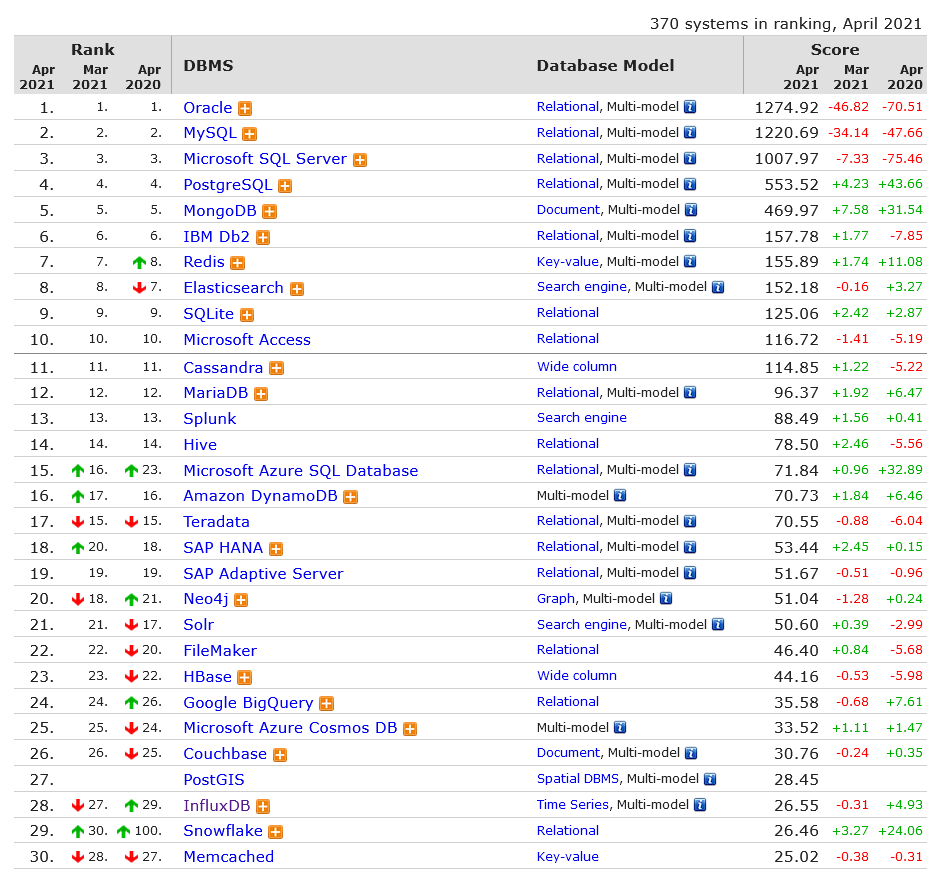 370 systems in ranking, April 2021
Rank DBMS Database Model Score
Apr 2021 Mar 2021 Apr 2020 Apr 2021 Mar 2021 Apr 2020
1. 1. 1. Oracle Relational, Multi-model 1274.92 -46.82 -70.51
2. 2. 2. MySQL Relational, Multi-model 1220.69 -34.14 -47.66
3. 3. 3. Microsoft SQL Server Relational, Multi-model 1007.97 -7.33 -75.46
4. 4. 4. PostgreSQL Relational, Multi-model 553.52 +4.23 +43.66
5. 5. 5. MongoDB Document, Multi-model 469.97 +7.58 +31.54
6. 6. 6. IBM Db2 Relational, Multi-model 157.78 +1.77 -7.85
7. 7. 8. Redis Key-value, Multi-model 155.89 +1.74 +11.08
8. 8. 7. Elasticsearch Search engine, Multi-model 152.18 -0.16 +3.27
9. 9. 9. SQLite Relational 125.06 +2.42 +2.87
10. 10. 10. Microsoft Access Relational 116.72 -1.41 -5.19
11. 11. 11. Cassandra Wide column 114.85 +1.22 -5.22
12. 12. 12. MariaDB Relational, Multi-model 96.37 +1.92 +6.47
13. 13. 13. Splunk Search engine 88.49 +1.56 +0.41
14. 14. 14. Hive Relational 78.50 +2.46 -5.56
15. 16. 23. Microsoft Azure SQL Database Relational, Multi-model 71.84 +0.96 +32.89
16. 17. 16. Amazon DynamoDB Multi-model 70.73 +1.84 +6.46
17. 15. 15. Teradata Relational, Multi-model 70.55 -0.88 -6.04
18. 20. 18. SAP HANA Relational, Multi-model 53.44 +2.45 +0.15
19. 19. 19. SAP Adaptive Server Relational, Multi-model 51.67 -0.51 -0.96
20. 18. 21. Neo4j Graph, Multi-model 51.04 -1.28 +0.24
21. 21. 17. Solr Search engine, Multi-model 50.60 +0.39 -2.99
22. 22. 20. FileMaker Relational 46.40 +0.84 -5.68
23. 23. 22. HBase Wide column 44.16 -0.53 -5.98
24. 24. 26. Google BigQuery Relational 35.58 -0.68 +7.61
25. 25. 24. Microsoft Azure Cosmos DB Multi-model 33.52 +1.11 +1.47
26. 26. 25. Couchbase Document, Multi-model 30.76 -0.24 +0.35
27. PostGIS Spatial DBMS, Multi-model 28.45
28. 27. 29. InfluxDB Time Series, Multi-model 26.55 -0.31 +4.93
29. 30. 100. Snowflake Relational 26.46 +3.27 +24.06
30. 28. 27. Memcached Key-value 25.02 -0.38 -0.31